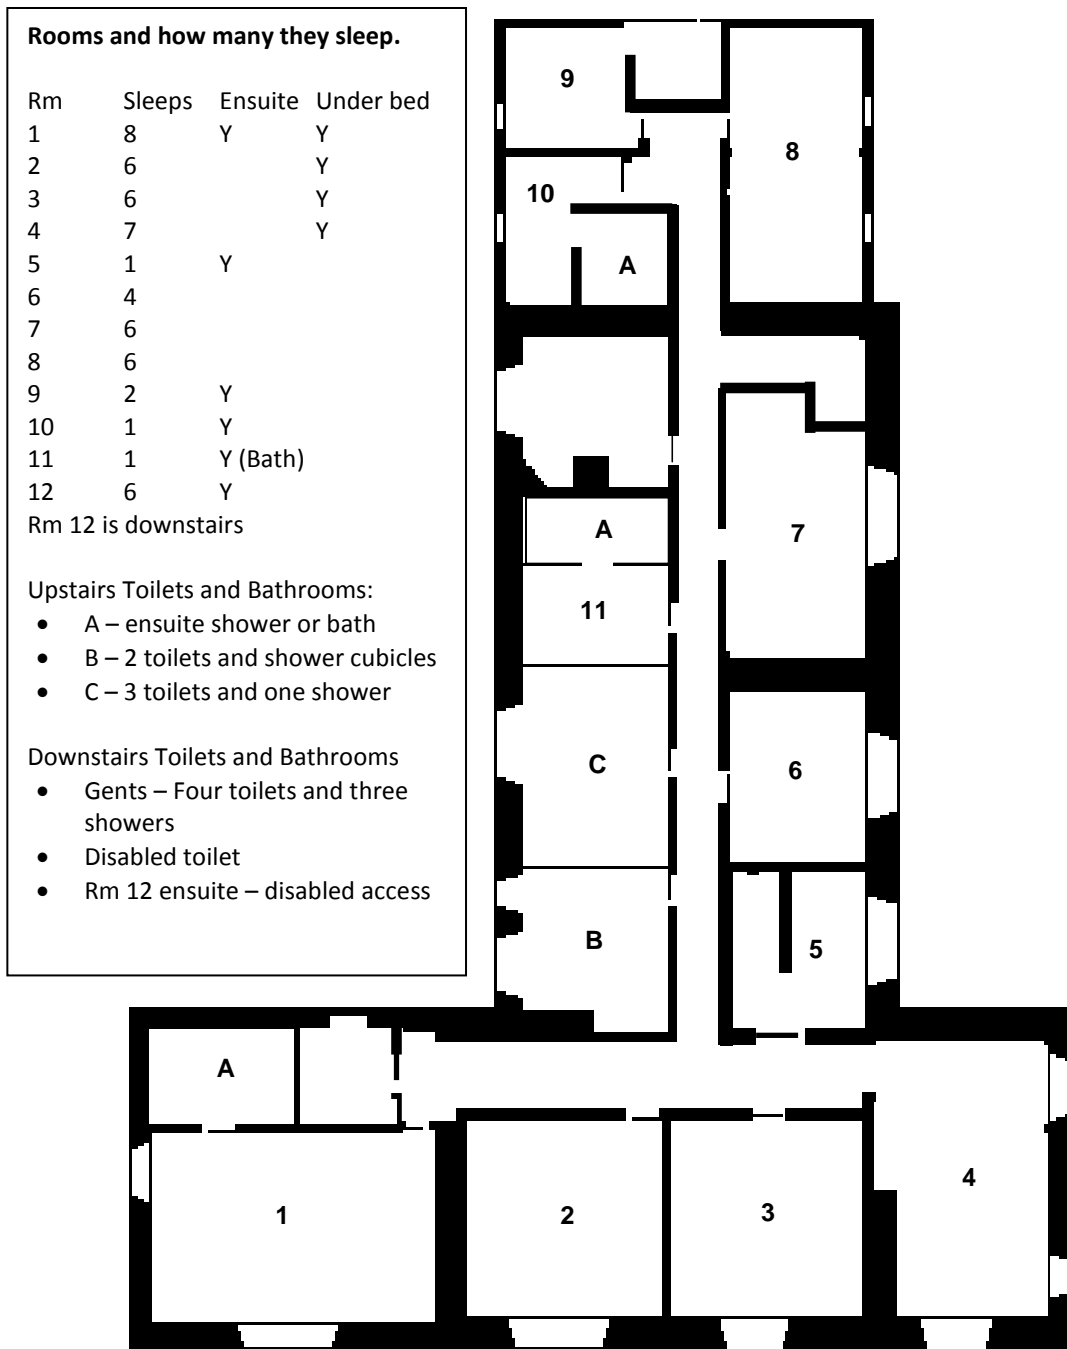 Rooms and how many they sleep.
Rm Sleeps Ensuite Under bed
1 8 Y Y
2 6 Y
3 6 Y
4 7 Y
5 1 Y
6 4
7 6
8 6
9 2 Y
10 1 Y
11 1 Y (Bath)
12 6 Y
Rm 12 is downstairs
Upstairs Toilets and Bathrooms:
• A – ensuite shower or bath
• B – 2 toilets and shower cubicles
• C – 3 toilets and one shower
Downstairs Toilets and Bathrooms
• Gents – Four toilets and three
showers
• Disabled toilet
• Rm 12 ensuite – disabled access
9
8
10
A
A
7
11
C
6
B
5
A
4
1
2
3